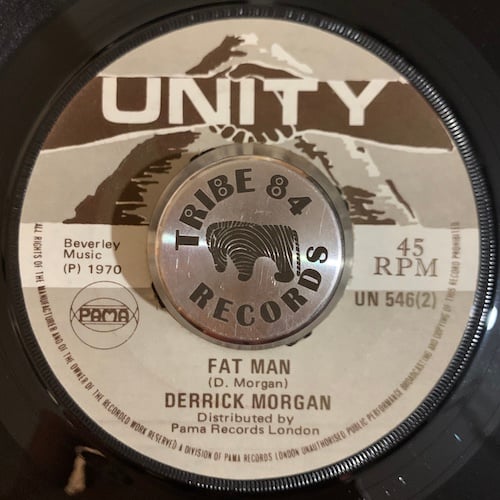 UNITY
TRIBE 84
RECORDS
Beverley
Music
(P) 1970
PAMA
45
RPM
UN 546(2)
FAT MAN
(D. Morgan)
DERRICK MORGAN
Distributed by
Pama Records London
ALL RIGHTS OF THE MANUFACTURER AND OF THE OWNER OF THE RECORDED WORK RESERVED A DIVISION OF PAMA RECORDS LONDON UNAUTHORISED PUBLIC PERFORMANCE BROADCASTING AND COPYING OF THIS RECORD PROHIBITED